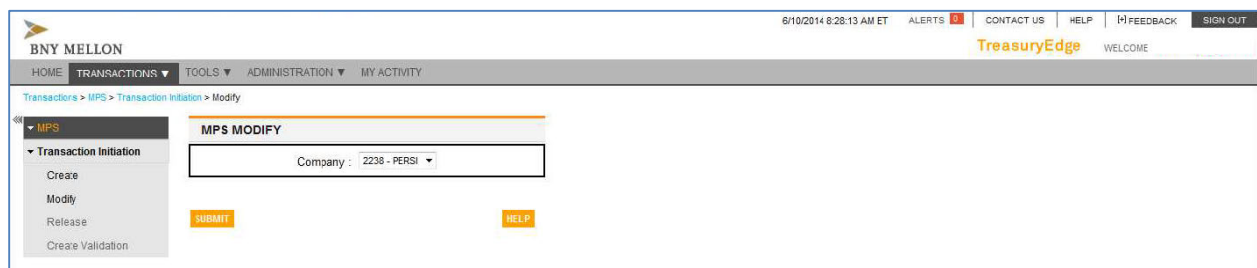 6/10/2014 8:28:13 AM ET ALERTS 0 CONTACT US HELP [+] FEEDBACK SIGN OUT
BNY MELLON
TreasuryEdge WELCOME
HOME TRANSACTIONS ▼ TOOLS ▼ ADMINISTRATION ▼ MY ACTIVITY
Transactions > MPS > Transaction Initiation > Modify
MPS
MPS MODIFY
Transaction Initiation
Company : 2238 - PERSI
Create
Modify
Release
SUBMIT HELP
Create Validation